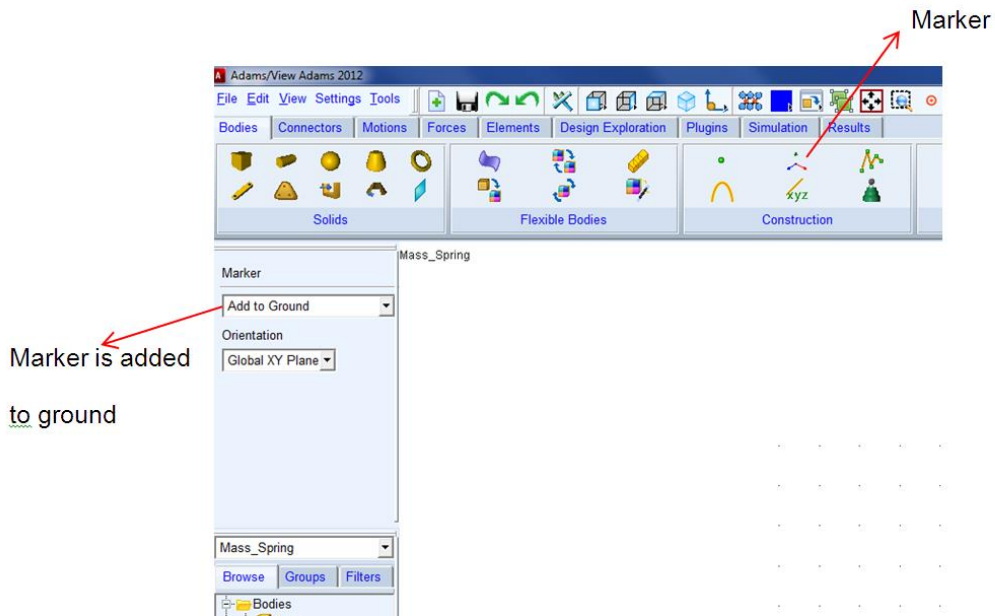 Marker
Adams/View Adams 2012
File Edit View Settings Tools
Bodies Connectors Motions Forces Elements Design Exploration Plugins Simulation Results
xyz
Solids Flexible Bodies Construction
Mass_Spring
Marker
Add to Ground
Orientation
Global XY Plane
Marker is added
to ground
Mass_Spring
Browse Groups Filters
Bodies